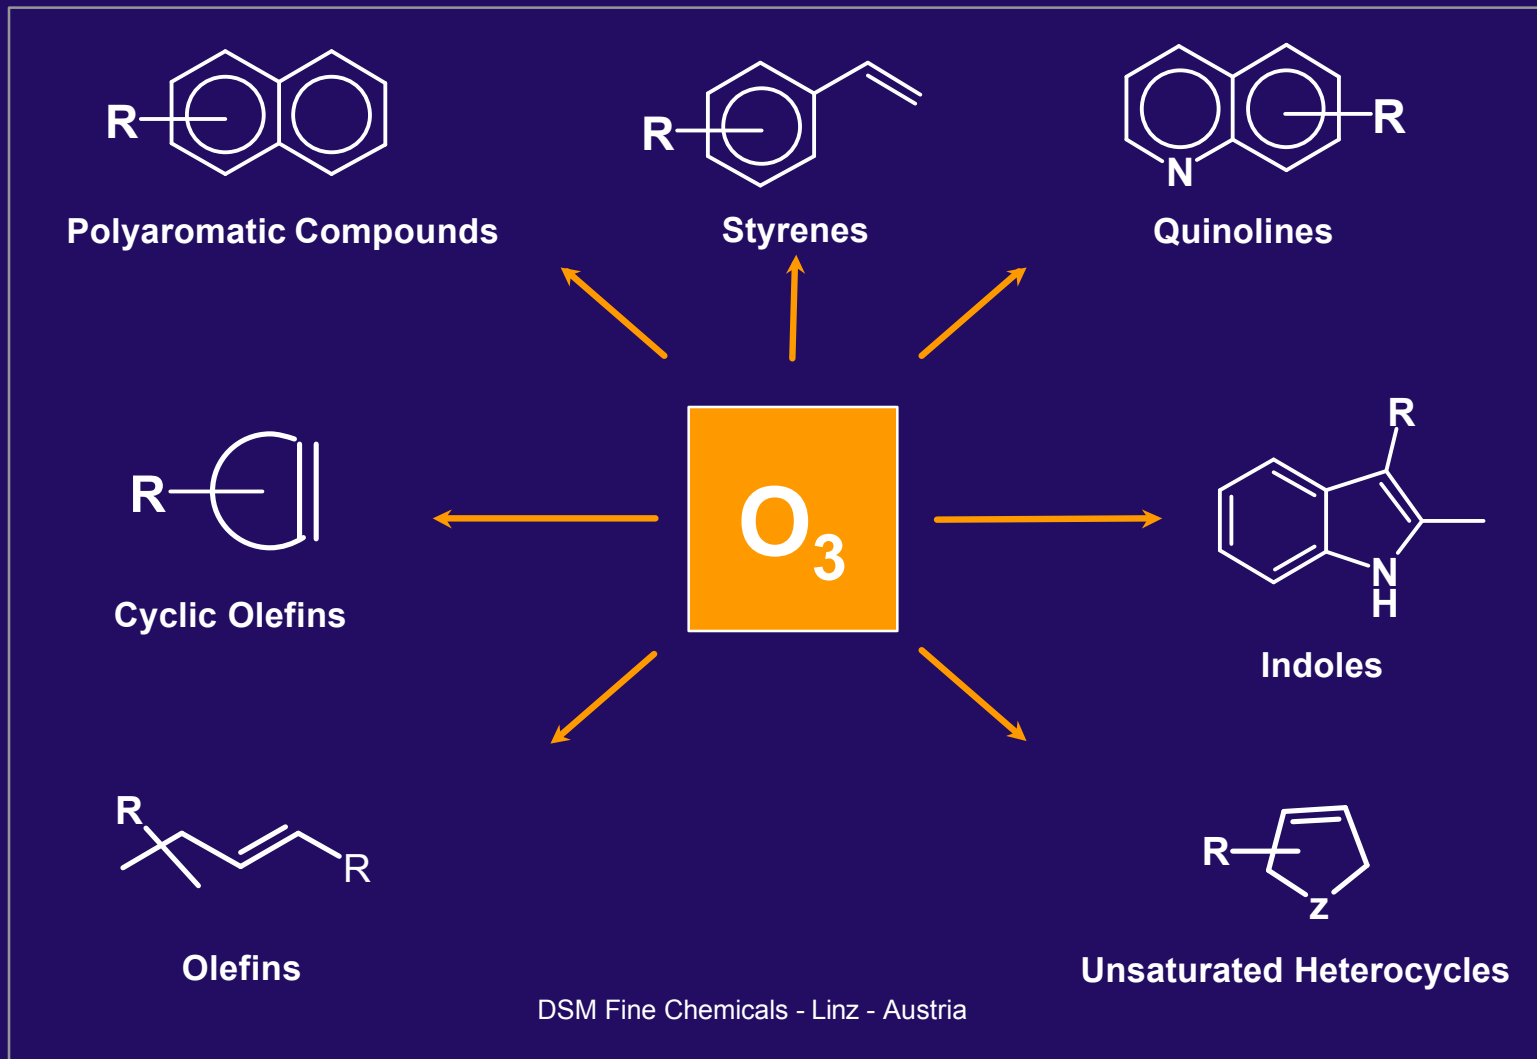 R
R
N
R
Polyaromatic Compounds
Styrenes
Quinolines
R
R
O3
N
H
Cyclic Olefins
Indoles
R
R
R
z
Olefins
Unsaturated Heterocycles
DSM Fine Chemicals - Linz - Austria